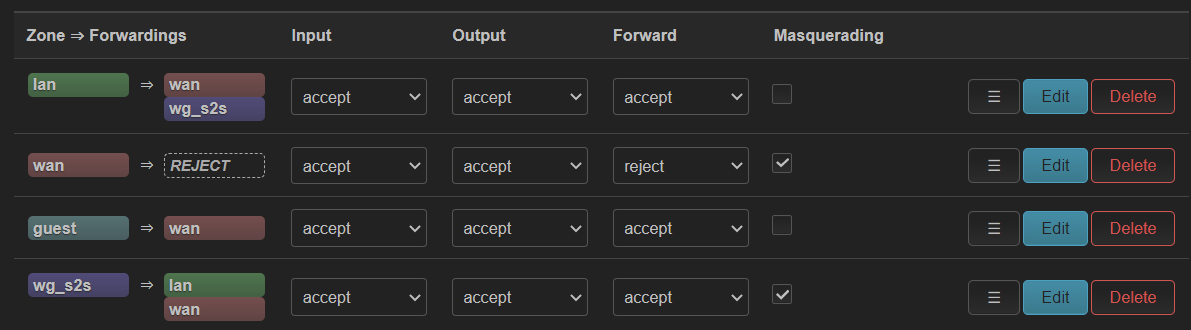 Zone ⇒ Forwardings Input Output Forward Masquerading
lan ⇒ wan accept accept accept ☰ Edit Delete
wg_s2s
wan ⇒ REJECT accept accept reject ☰ Edit Delete
guest ⇒ wan accept accept accept ☰ Edit Delete
wg_s2s ⇒ lan accept accept accept ☰ Edit Delete
wan